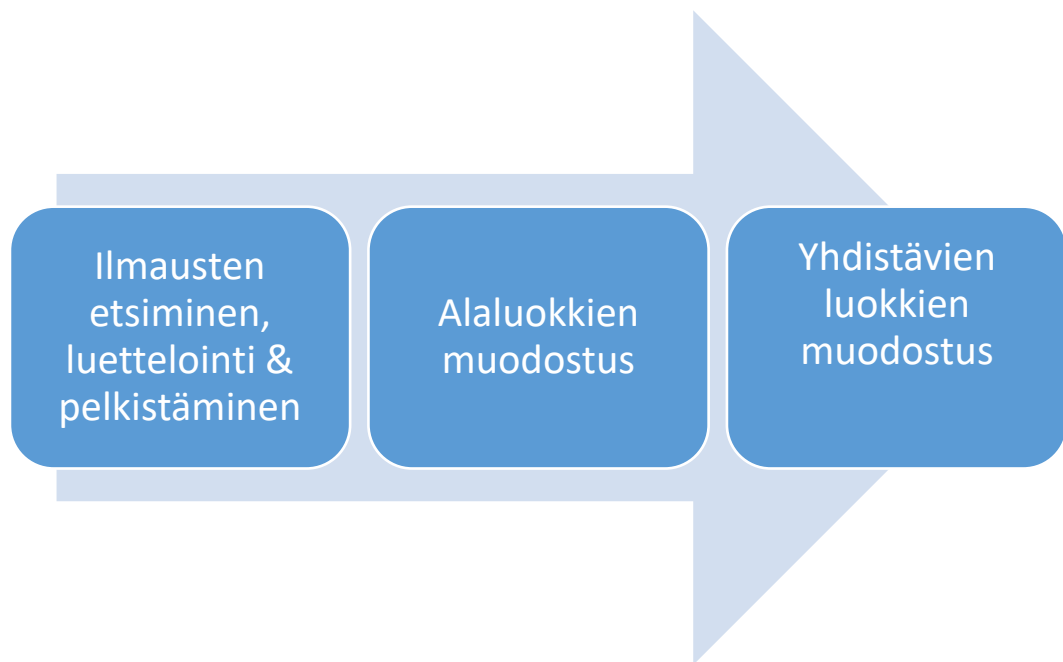 Ilmausten
etsiminen,
luettelointi &
pelkistäminen
Alaluokkien
muodostus
Yhdistävien
luokkien
muodostus